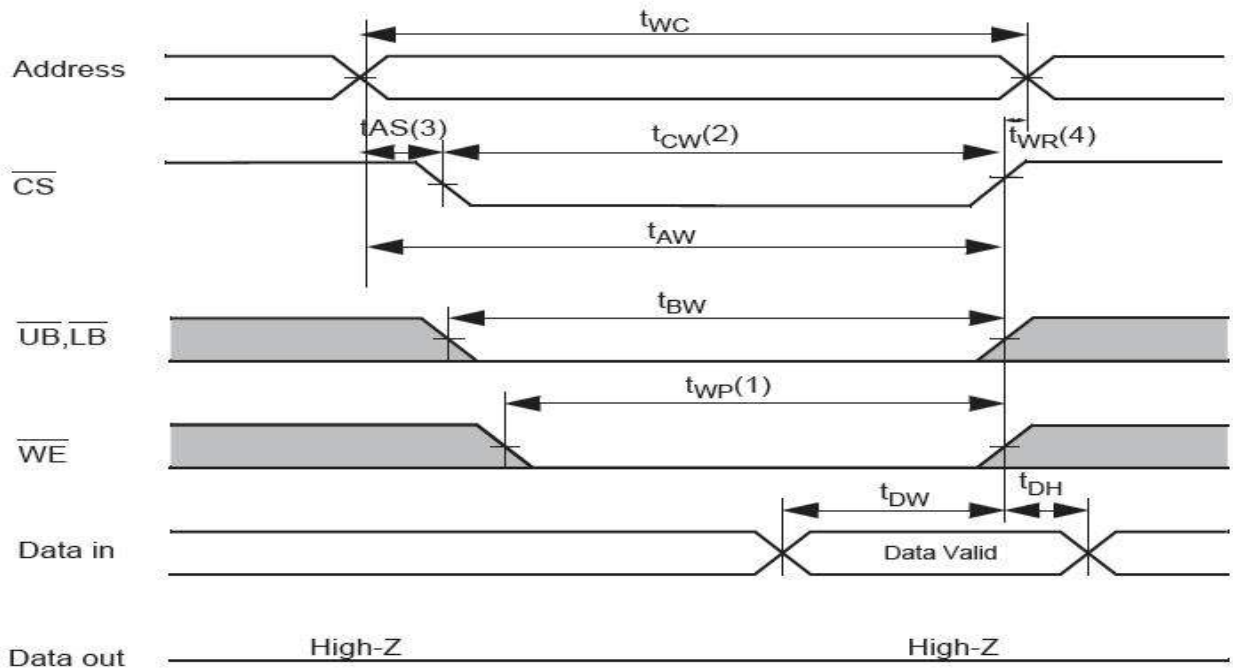 tWC
Address
tAS(3)
tCW(2)
tWR(4)
CS
tAW
UB,LB
tBW
tWP(1)
WE
tDW
tDH
Data in
Data Valid
High-Z
High-Z
Data out